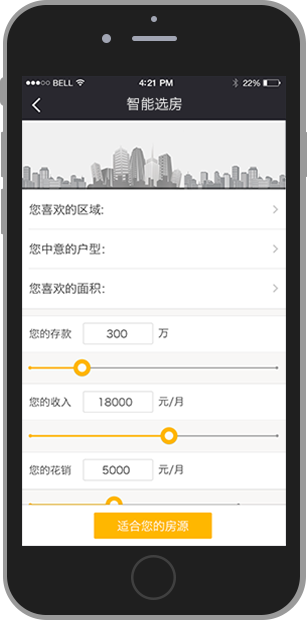 BELL 4:21 PM 22%
智能选房
您喜欢的区域:
您中意的户型:
您喜欢的面积:
您的存款 300 万
您的收入 18000 元/月
您的花销 5000 元/月
适合您的房源